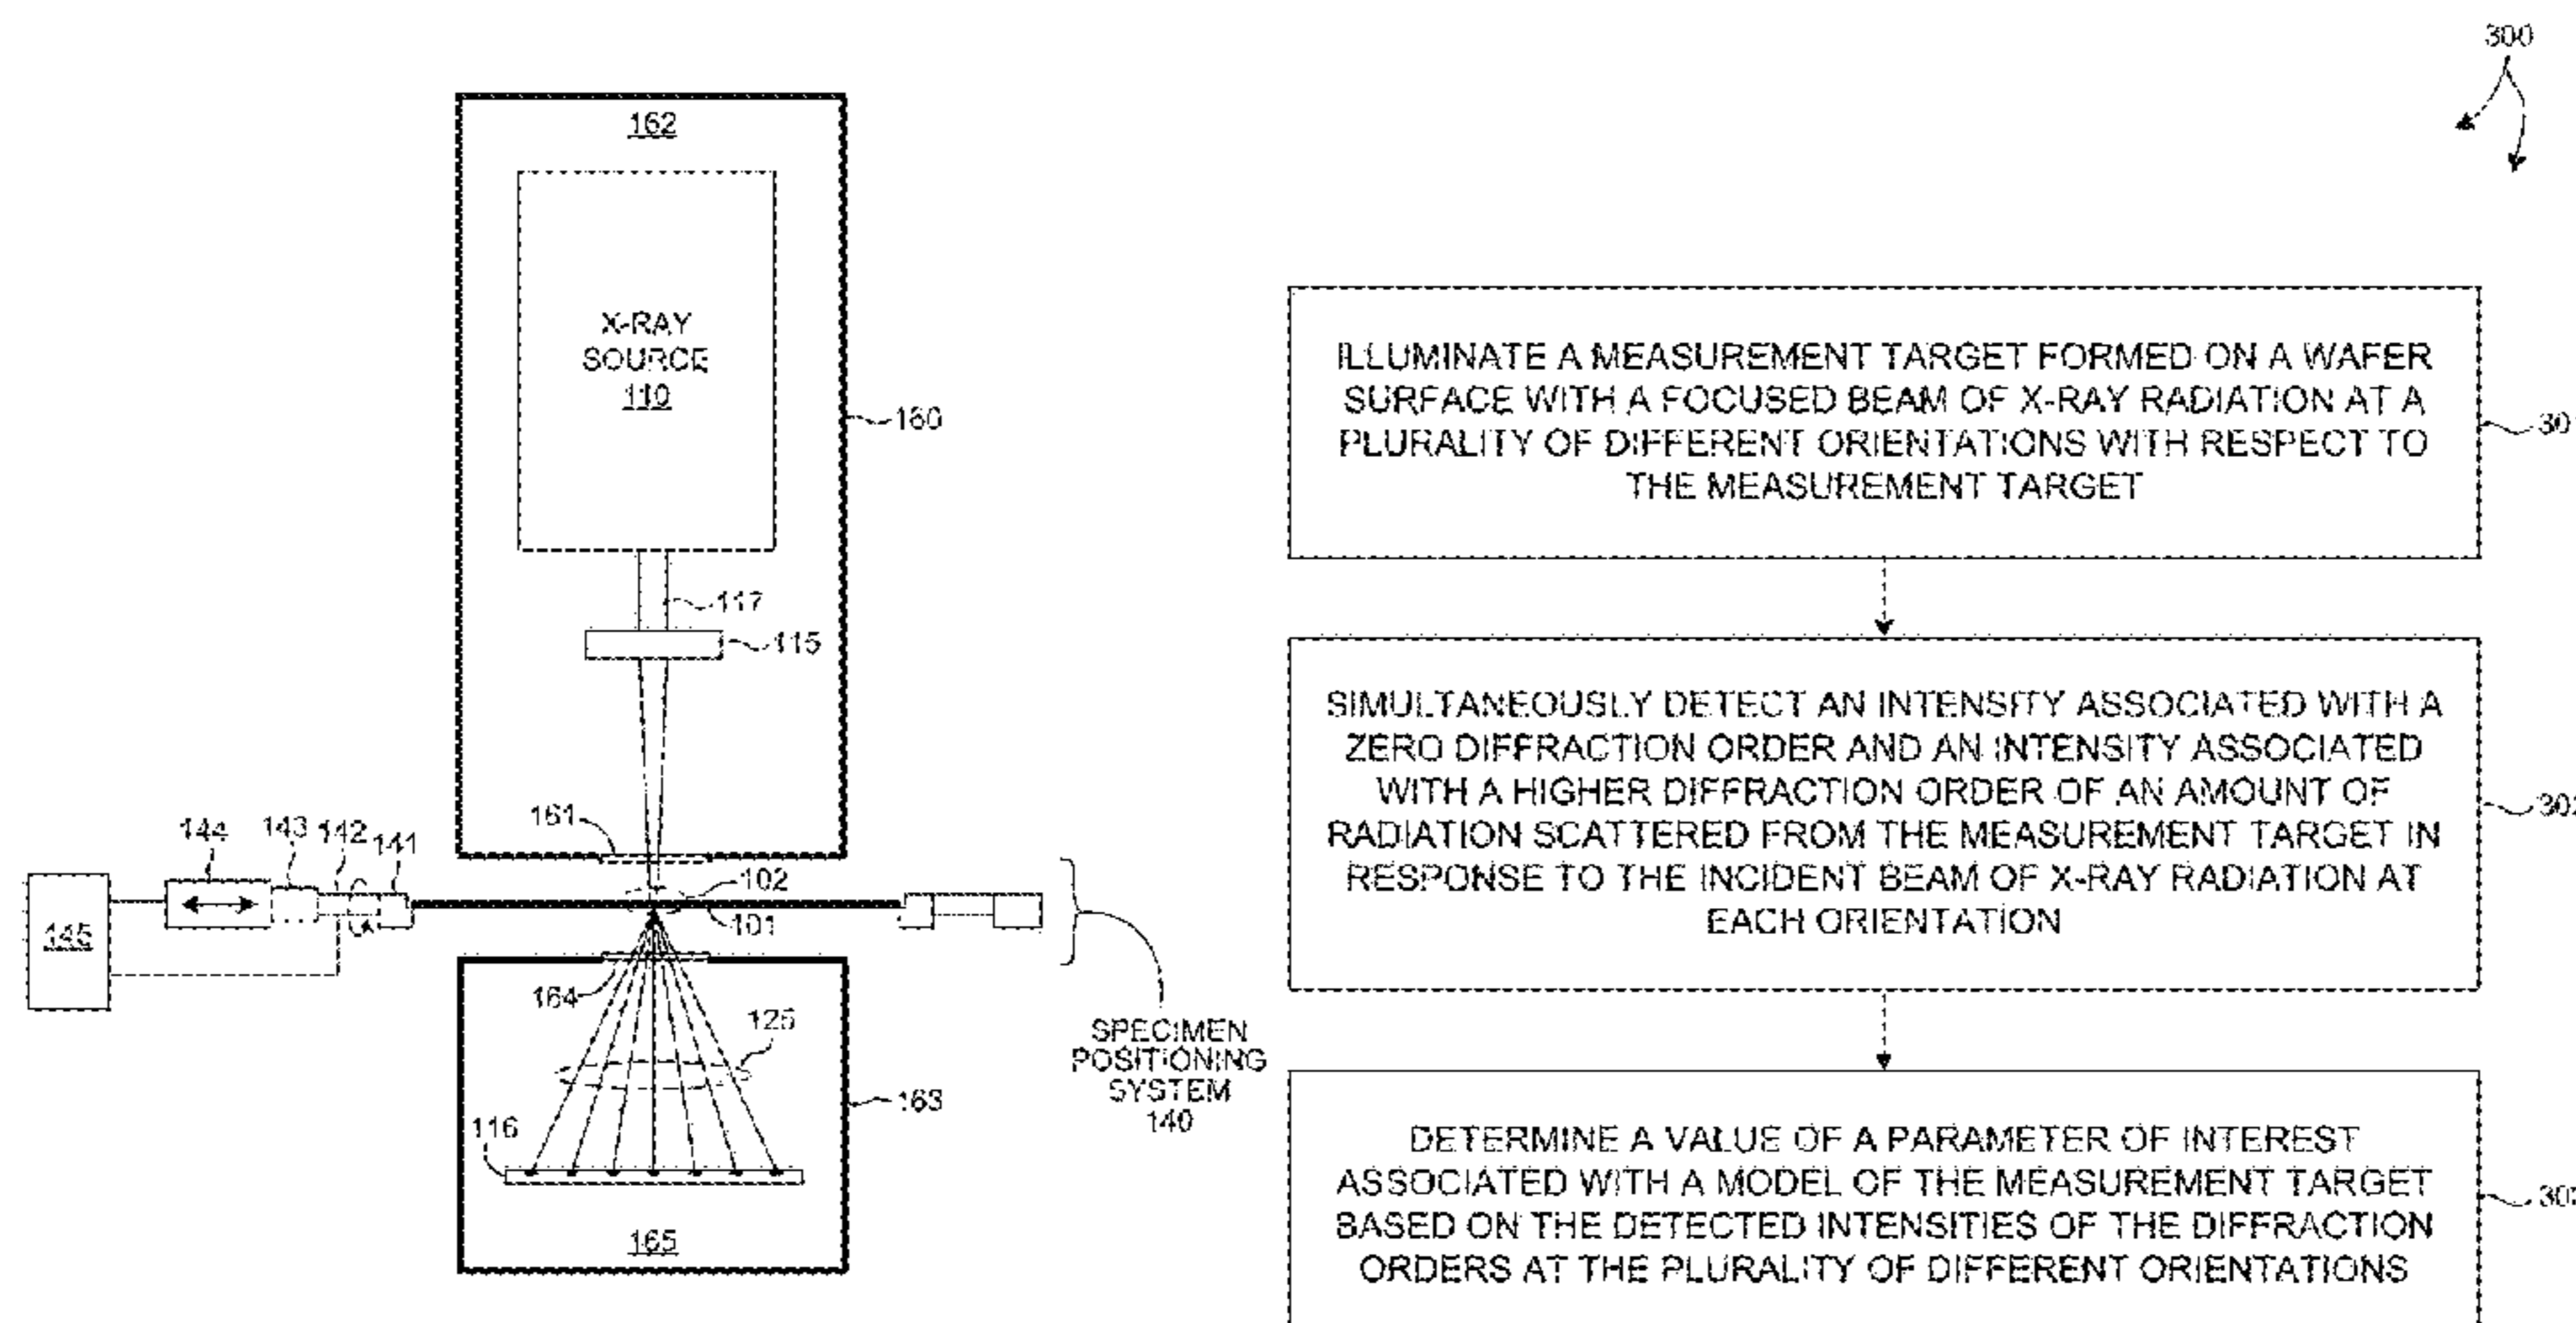 300
162
X-RAY
SOURCE
110
160
117
115
161
144
143
142
141
102
101
145
164
125
SPECIMEN
POSITIONING
SYSTEM
140
163
116
165
ILLUMINATE A MEASUREMENT TARGET FORMED ON A WAFER
SURFACE WITH A FOCUSED BEAM OF X-RAY RADIATION AT A
PLURALITY OF DIFFERENT ORIENTATIONS WITH RESPECT TO
THE MEASUREMENT TARGET
SIMULTANEOUSLY DETECT AN INTENSITY ASSOCIATED WITH A
ZERO DIFFRACTION ORDER AND AN INTENSITY ASSOCIATED
WITH A HIGHER DIFFRACTION ORDER OF AN AMOUNT OF
RADIATION SCATTERED FROM THE MEASUREMENT TARGET IN
RESPONSE TO THE INCIDENT BEAM OF X-RAY RADIATION AT
EACH ORIENTATION
DETERMINE A VALUE OF A PARAMETER OF INTEREST
ASSOCIATED WITH A MODEL OF THE MEASUREMENT TARGET
BASED ON THE DETECTED INTENSITIES OF THE DIFFRACTION
ORDERS AT THE PLURALITY OF DIFFERENT ORIENTATIONS